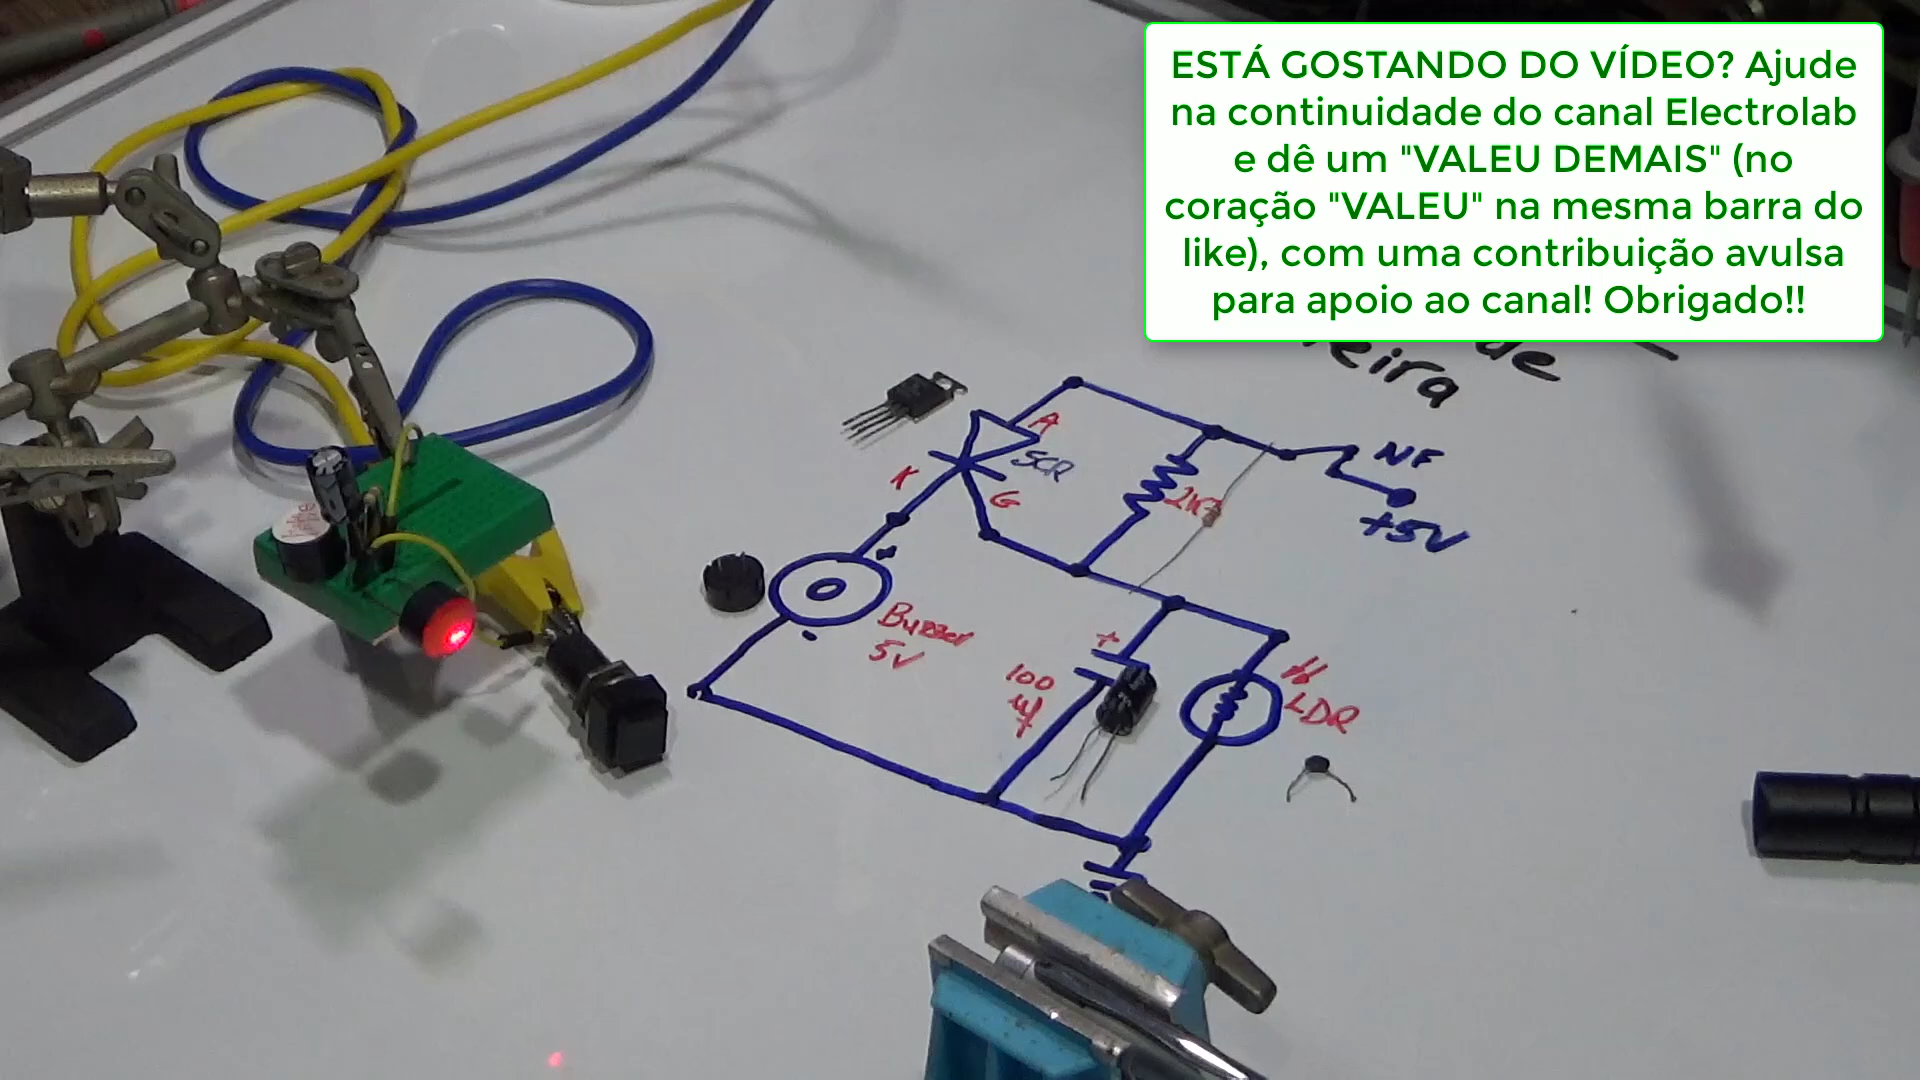 ESTÁ GOSTANDO DO VÍDEO? Ajude
na continuidade do canal Electrolab
e dê um "VALEU DEMAIS" (no
coração "VALEU" na mesma barra do
like), com uma contribuição avulsa
para apoio ao canal! Obrigado!!
A
SCR
K
G
NF
+5V
+
Buzzer
5V
-
+
100
LDR